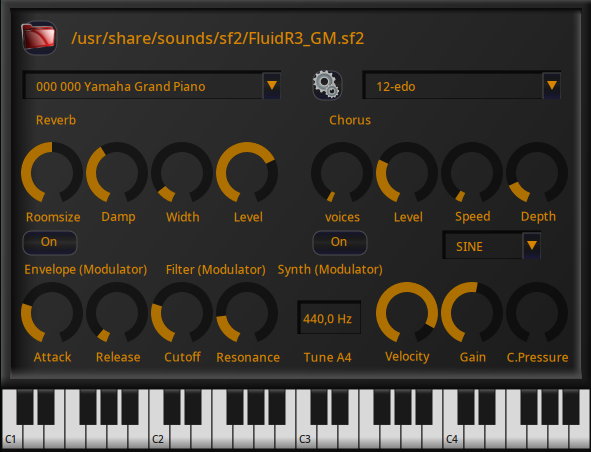 /usr/share/sounds/sf2/FluidR3_GM.sf2
000 000 Yamaha Grand Piano
12-edo
Reverb
Chorus
Roomsize
Damp
Width
Level
voices
Level
Speed
Depth
On
On
SINE
Envelope (Modulator)
Filter (Modulator)
Synth (Modulator)
440,0 Hz
Attack
Release
Cutoff
Resonance
Tune A4
Velocity
Gain
C.Pressure
C1
C2
C3
C4